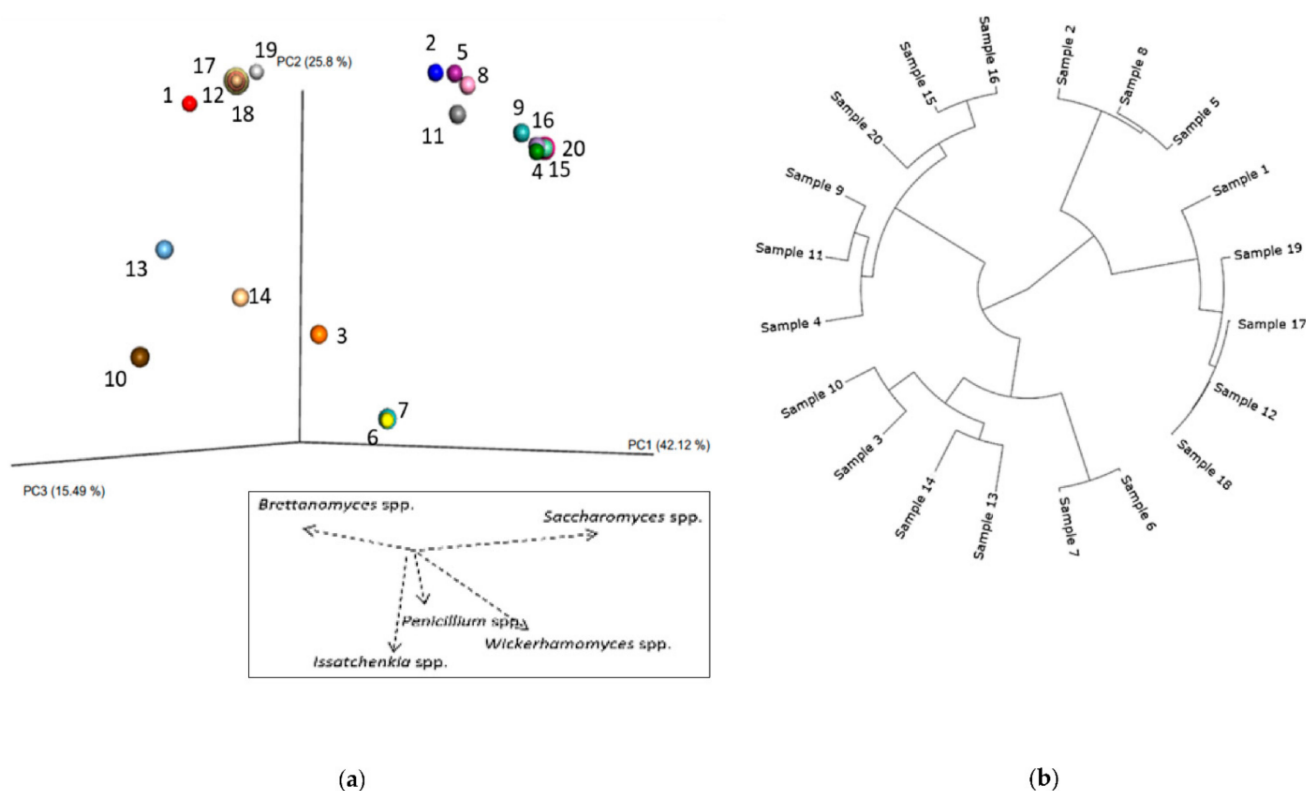 19
PC2 (25.8 %)
17
1
12
18
2
5
8
11
9
16
20
4
15
13
14
3
10
7
6
PC1 (42.12 %)
PC3 (15.49 %)
Brettanomyces spp.
Saccharomyces spp.
Penicillium spp.
Wickerhamomyces spp.
Issatchenkia spp.
(a)
Sample 2
Sample 8
Sample 5
Sample 1
Sample 19
Sample 17
Sample 12
Sample 18
Sample 6
Sample 7
Sample 13
Sample 14
Sample 3
Sample 10
Sample 4
Sample 11
Sample 9
Sample 20
Sample 15
Sample 16
(b)